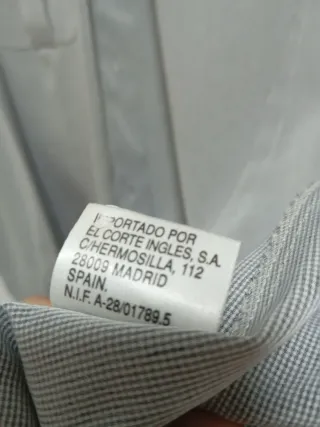 IMPORTADO POR
EL CORTE INGLES, S.A.
C/HERMOSILLA, 112
28009 MADRID
SPAIN.
N.I.F. A-28/01789.5